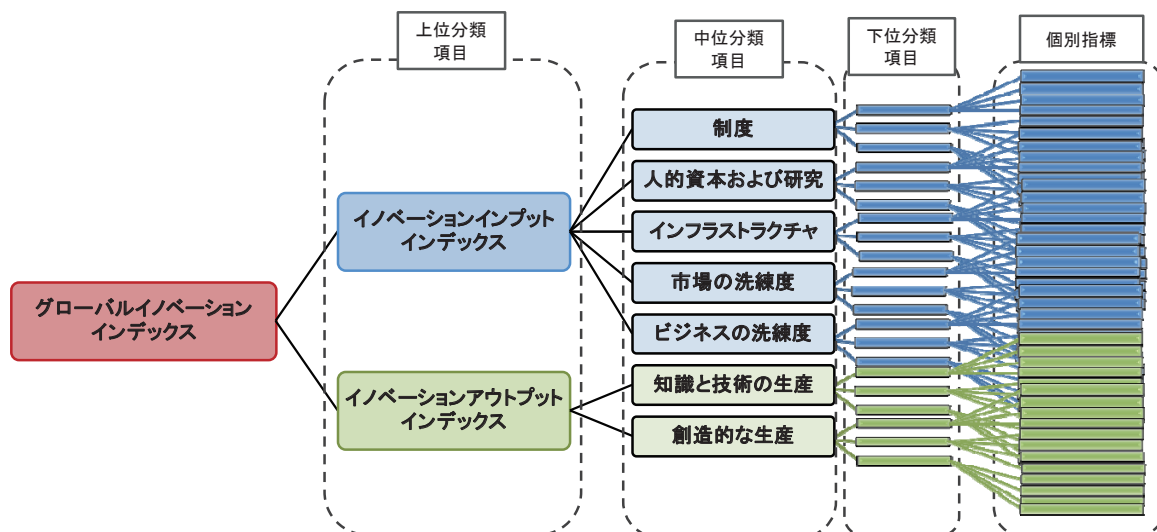 上位分類
項目
中位分類
項目
下位分類
項目
個別指標
制度
人的資本および研究
イノベーションインプット
インデックス
インフラストラクチャ
市場の洗練度
グローバルイノベーション
インデックス
ビジネスの洗練度
イノベーションアウトプット
インデックス
知識と技術の生産
創造的な生産